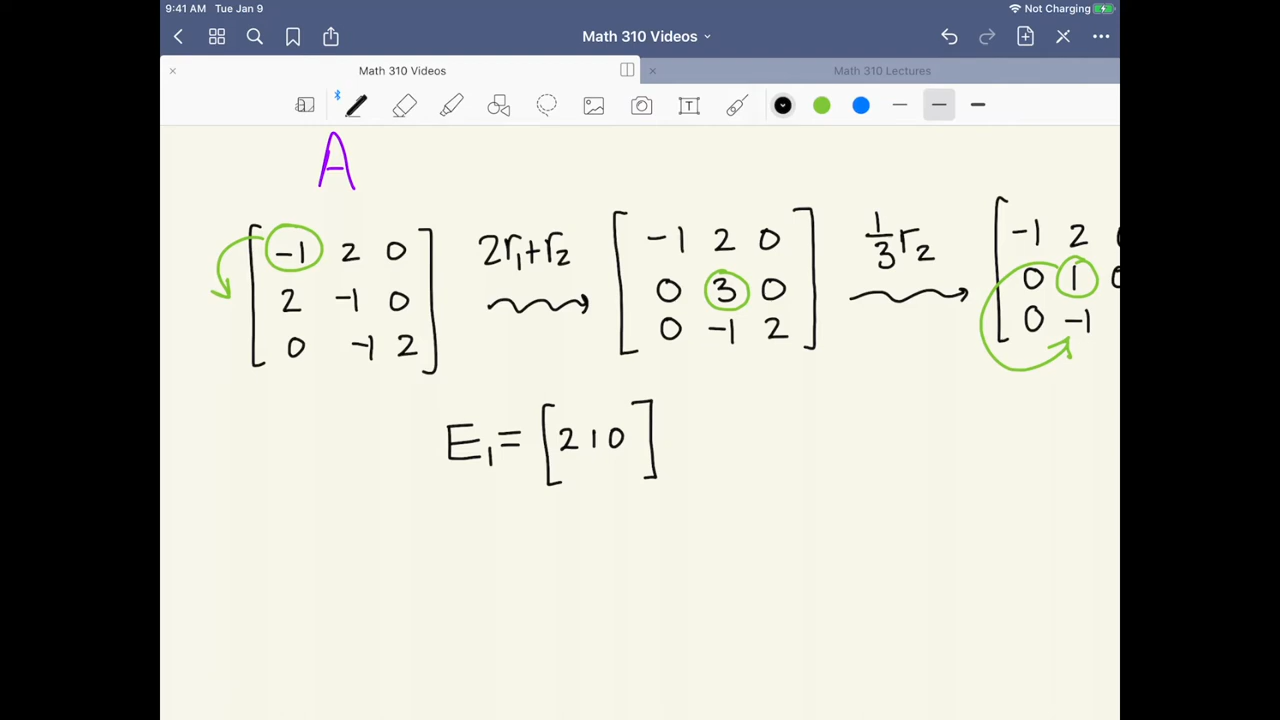 9:41 AM Tue Jan 9
Not Charging
Math 310 Videos
Math 310 Videos
Math 310 Lectures
T
A
-1 2 0
2 -1 0
0 -1 2
2r₁+r₂
-1 2 0
0 3 0
0 -1 2
1/3 r₂
-1 2
0 1
0 -1
E₁ = [2 1 0]